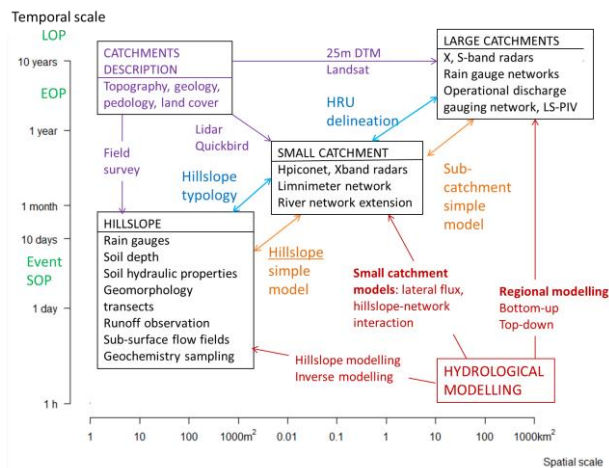 Temporal scale
LOP
10 years
EOP
1 year
1 month
10 days
Event
SOP
1 day
1 h
CATCHMENTS
DESCRIPTION
Topography, geology,
pedology, land cover
25m DTM
Landsat
LARGE CATCHMENTS
X, S-band radars
Rain gauge networks
Operational discharge
gauging network, LS-PIV
HRU
delineation
Lidar
Quickbird
Field
survey
Hillslope
typology
SMALL CATCHMENT
Hpiconet, Xband radars
Limnimeter network
River network extension
Sub-
catchment
simple
model
HILLSLOPE
Rain gauges
Soil depth
Soil hydraulic properties
Geomorphology
transects
Runoff observation
Sub-surface flow fields
Geochemistry sampling
Hillslope
simple
model
Small catchment
models: lateral flux,
hillslope-network
interaction
Regional modelling
Bottom-up
Top-down
Hillslope modelling
Inverse modelling
HYDROLOGICAL
MODELLING
1 10 100 1000m² 0.01 0.1 1 10 100 1000km²
Spatial scale